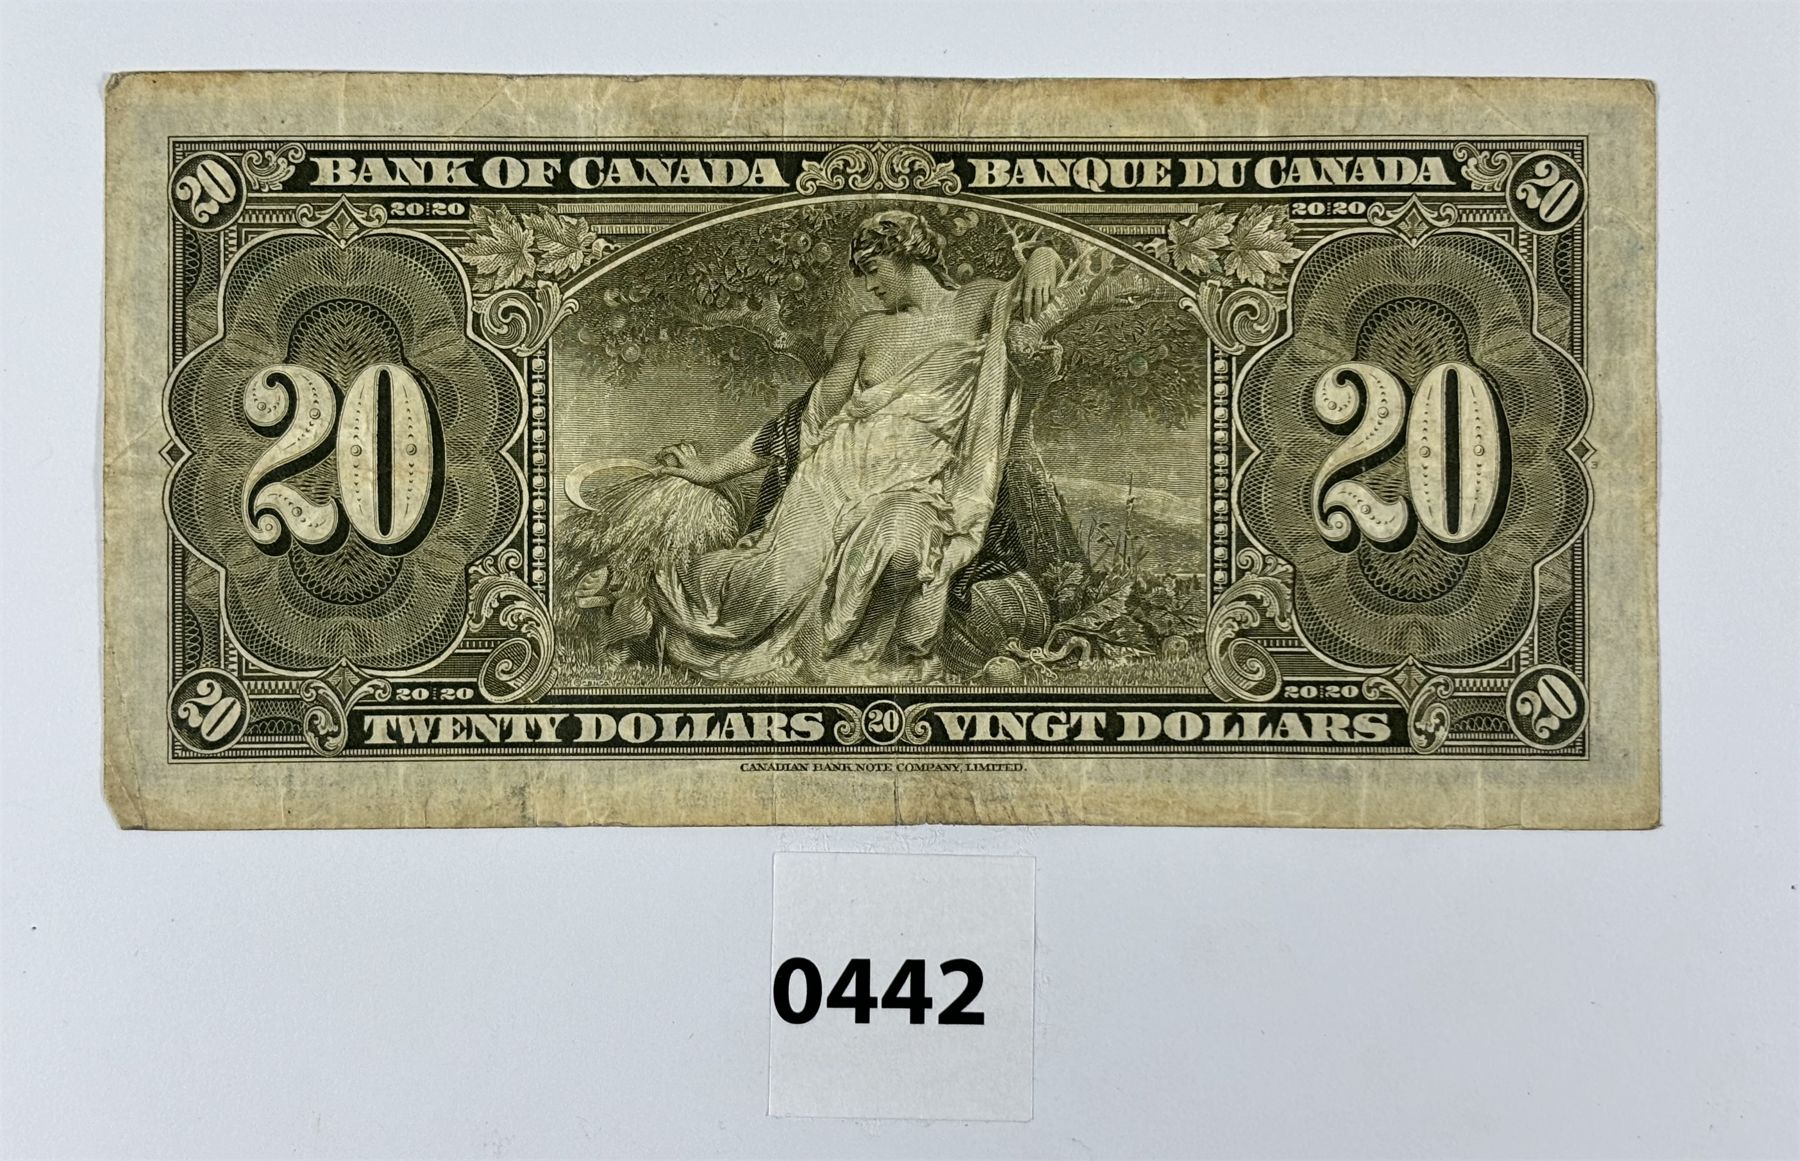 20 BANK OF CANADA BANQUE DU CANADA 20
20 20 20 20
20 20
20 20 20 20
20 TWENTY DOLLARS 20 VINGT DOLLARS 20
CANADIAN BANK NOTE COMPANY, LIMITED.
0442